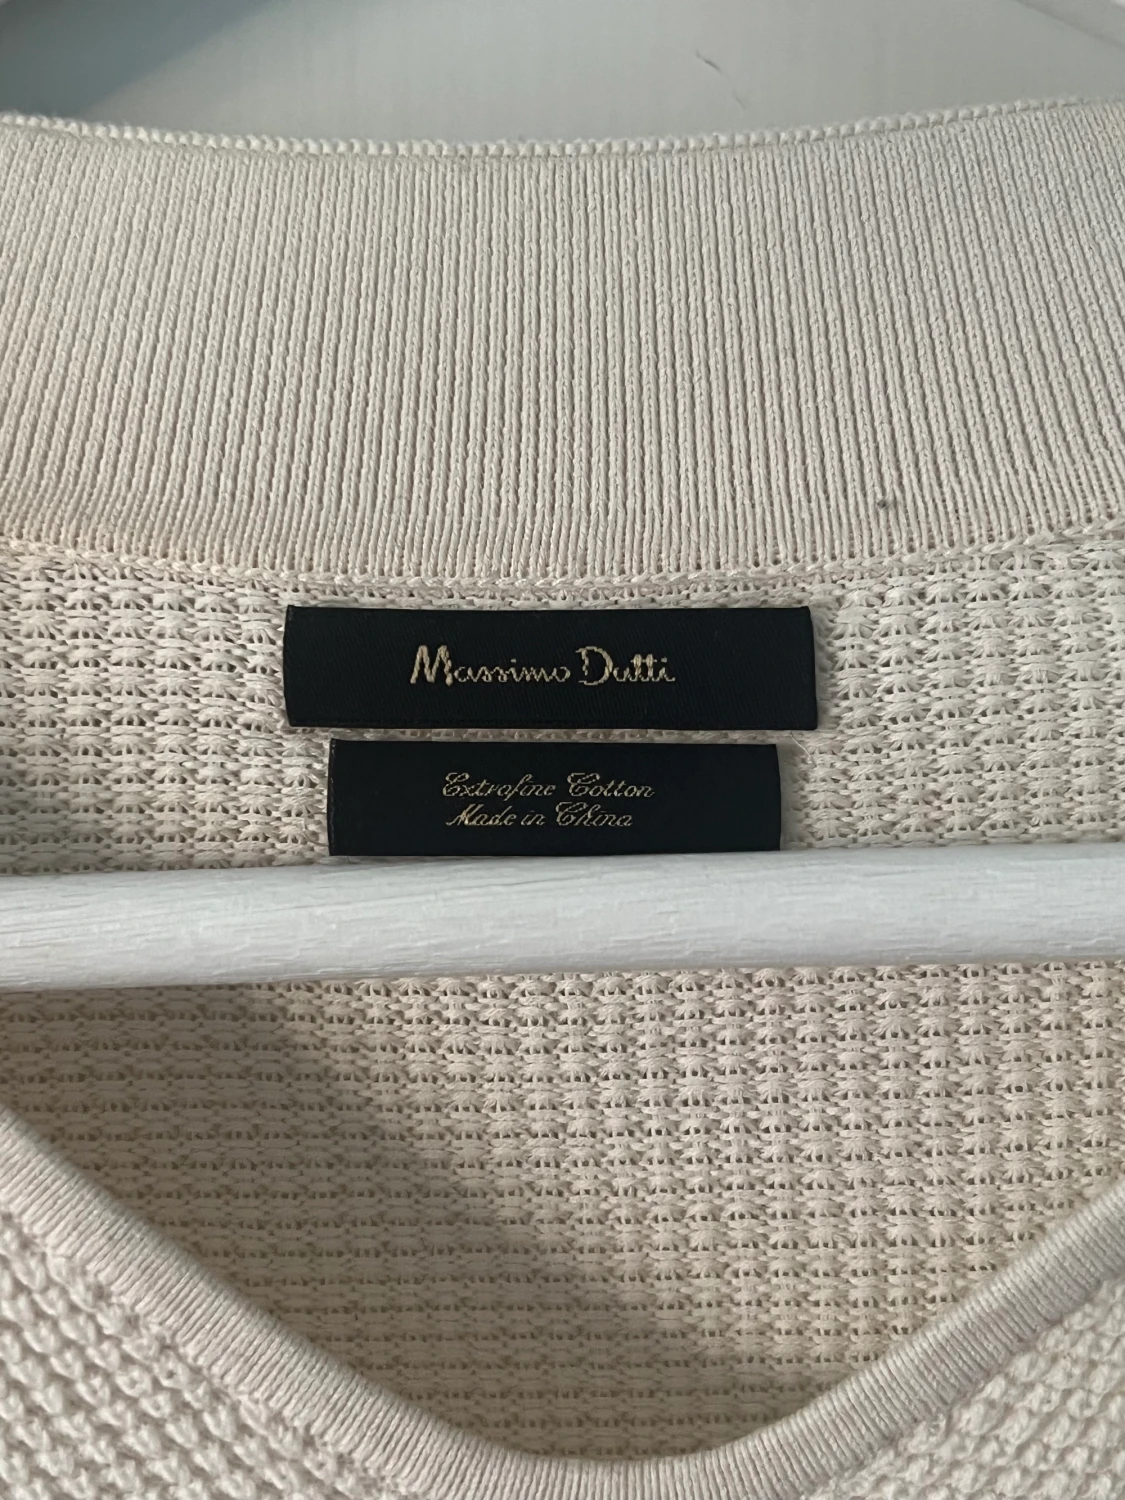 Massimo Dutti
Extrafine Cotton
Made in China